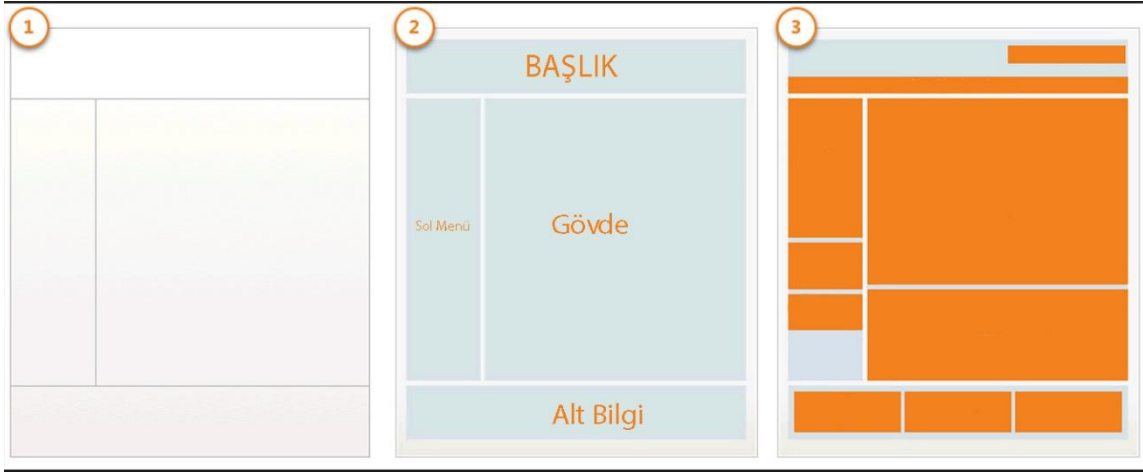 1
2
BAŞLIK
Sol Menü
Gövde
Alt Bilgi
3